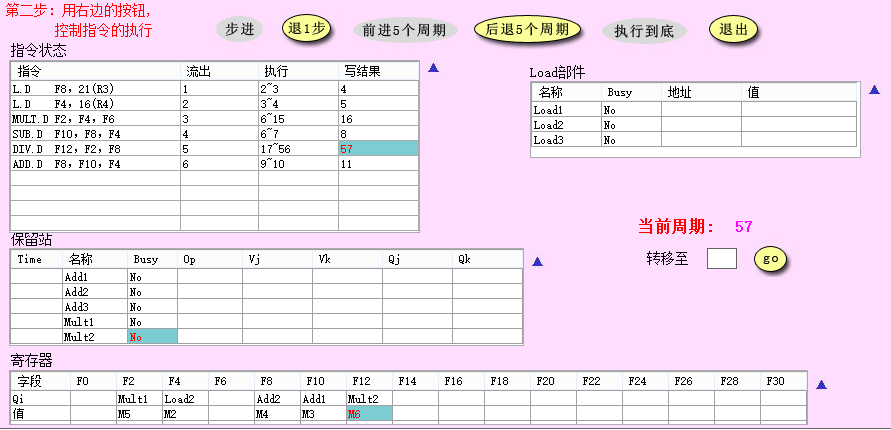 第二步：用右边的按钮，
控制指令的执行
步进 退1步 前进5个周期 后退5个周期 执行到底 退出
指令状态
指令 流出 执行 写结果
L.D F8，21(R3) 1 2~3 4
L.D F4，16(R4) 2 3~4 5
MULT.D F2，F4，F6 3 6~15 16
SUB.D F10，F8，F4 4 6~7 8
DIV.D F12，F2，F8 5 17~56 57
ADD.D F8，F10，F4 6 9~10 11
Load部件
名称 Busy 地址 值
Load1 No
Load2 No
Load3 No
当前周期： 57
转移至 go
保留站
Time 名称 Busy Op Vj Vk Qj Qk
Add1 No
Add2 No
Add3 No
Mult1 No
Mult2 No
寄存器
字段 F0 F2 F4 F6 F8 F10 F12 F14 F16 F18 F20 F22 F24 F26 F28 F30
Qi Mult1 Load2 Add2 Add1 Mult2
值 M5 M2 M4 M3 M6